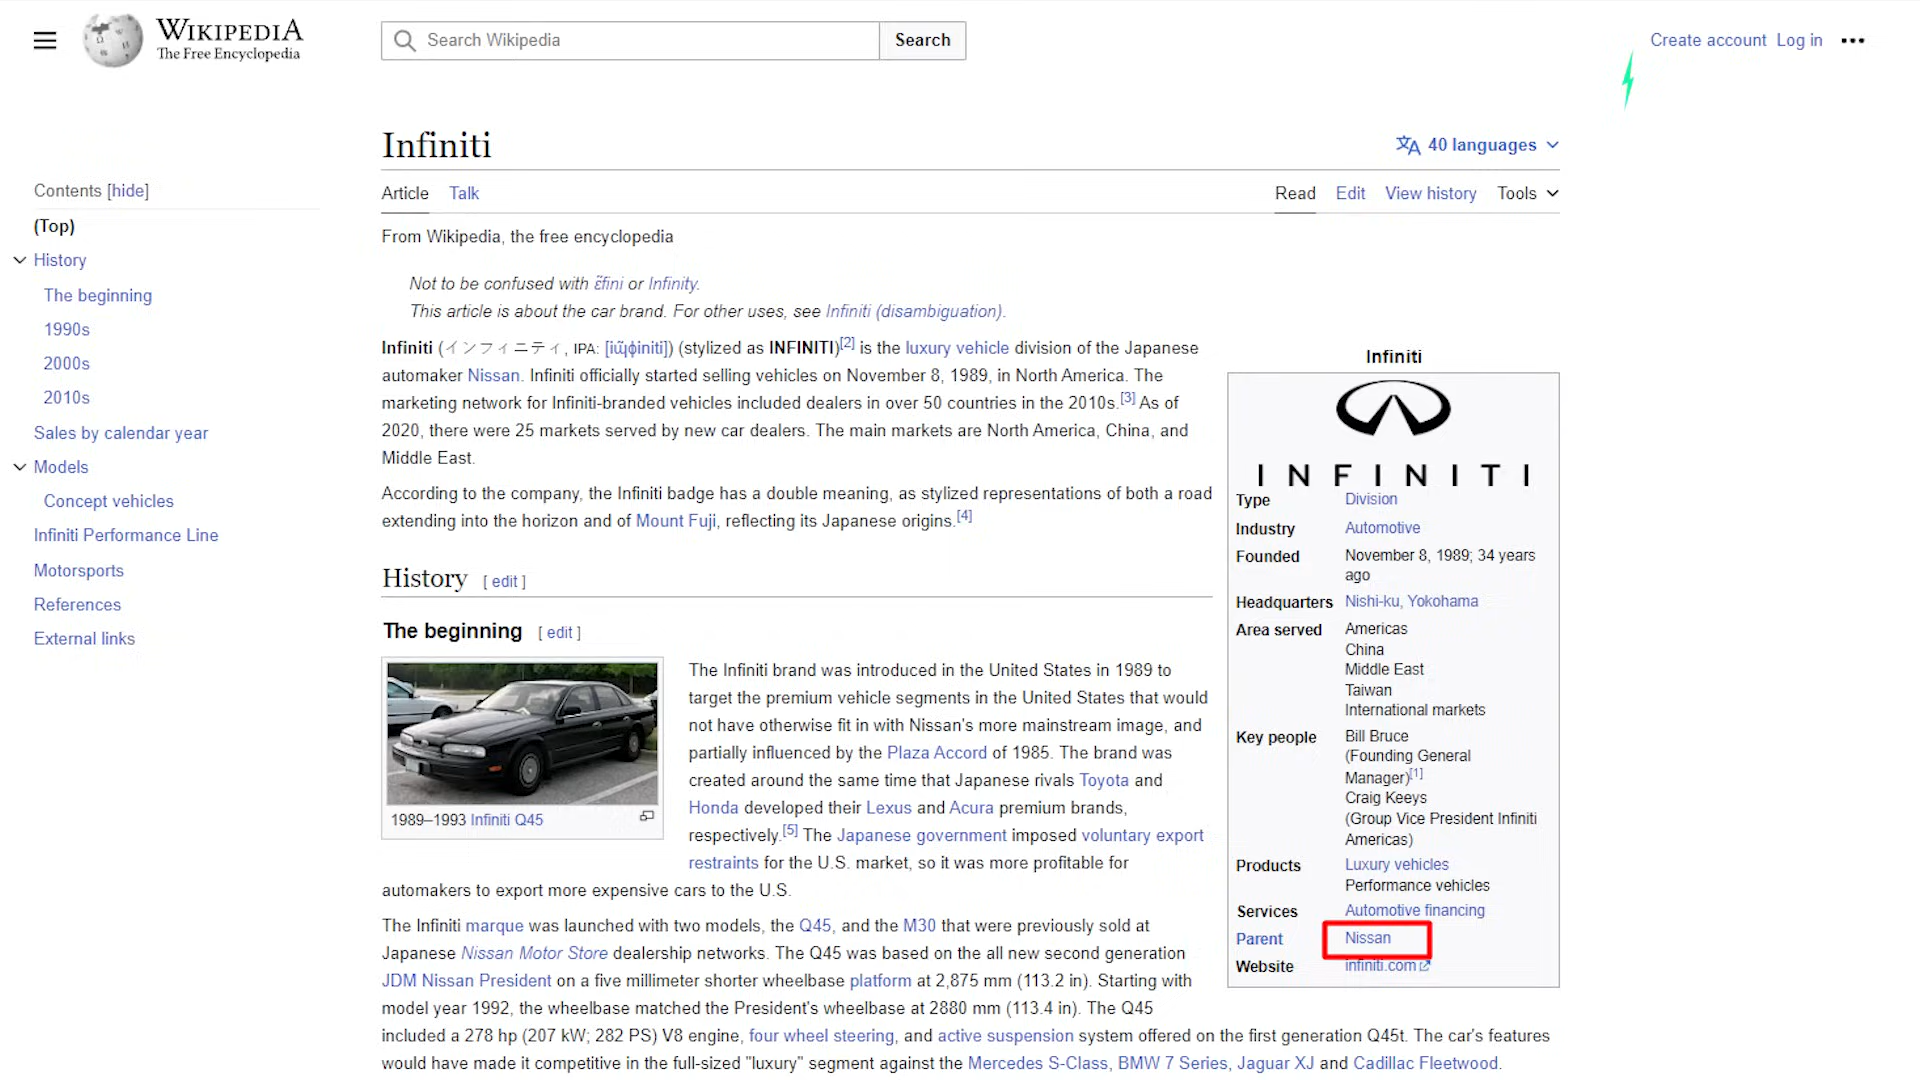 WIKIPEDIA
The Free Encyclopedia
Search Wikipedia
Search
Create account Log in
Infiniti
40 languages
Article Talk
Read Edit View history Tools
Contents [hide]
(Top)
History
The beginning
1990s
2000s
2010s
Sales by calendar year
Models
Concept vehicles
Infiniti Performance Line
Motorsports
References
External links
From Wikipedia, the free encyclopedia
Not to be confused with ɛ̃fini or Infinity.
This article is about the car brand. For other uses, see Infiniti (disambiguation).
Infiniti (インフィニティ, IPA: ) (stylized as INFINITI)[2] is the luxury vehicle division of the Japanese
automaker Nissan. Infiniti officially started selling vehicles on November 8, 1989, in North America. The
marketing network for Infiniti-branded vehicles included dealers in over 50 countries in the 2010s.[3] As of
2020, there were 25 markets served by new car dealers. The main markets are North America, China, and
Middle East.
According to the company, the Infiniti badge has a double meaning, as stylized representations of both a road
extending into the horizon and of Mount Fuji, reflecting its Japanese origins.[4]
History [ edit ]
The beginning [ edit ]
1989–1993 Infiniti Q45
The Infiniti brand was introduced in the United States in 1989 to
target the premium vehicle segments in the United States that would
not have otherwise fit in with Nissan's more mainstream image, and
partially influenced by the Plaza Accord of 1985. The brand was
created around the same time that Japanese rivals Toyota and
Honda developed their Lexus and Acura premium brands,
respectively.[5] The Japanese government imposed voluntary export
restraints for the U.S. market, so it was more profitable for
automakers to export more expensive cars to the U.S.
The Infiniti marque was launched with two models, the Q45, and the M30 that were previously sold at
Japanese Nissan Motor Store dealership networks. The Q45 was based on the all new second generation
JDM Nissan President on a five millimeter shorter wheelbase platform at 2,875 mm (113.2 in). Starting with
model year 1992, the wheelbase matched the President's wheelbase at 2880 mm (113.4 in). The Q45
included a 278 hp (207 kW; 282 PS) V8 engine, four wheel steering, and active suspension system offered on the first generation Q45t. The car's features
would have made it competitive in the full-sized "luxury" segment against the Mercedes S-Class, BMW 7 Series, Jaguar XJ and Cadillac Fleetwood.
Infiniti
INFINITI
Type Division
Industry Automotive
Founded November 8, 1989; 34 years
ago
Headquarters Nishi-ku, Yokohama
Area served Americas
China
Middle East
Taiwan
International markets
Key people Bill Bruce
(Founding General
Manager)[1]
Craig Keeys
(Group Vice President Infiniti
Americas)
Products Luxury vehicles
Performance vehicles
Services Automotive financing
Parent Nissan
Website infiniti.com